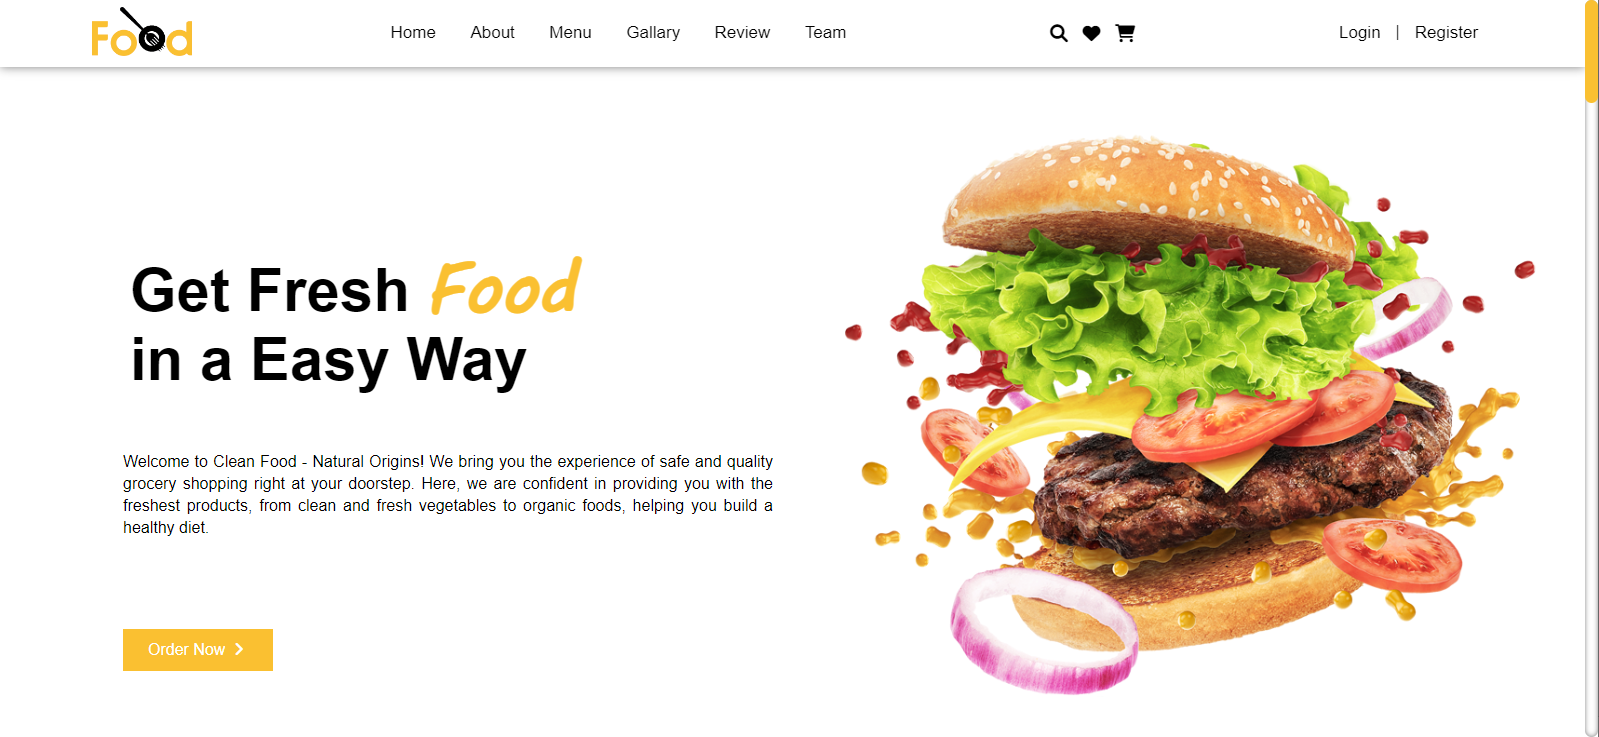 Food
Home About Menu Gallary Review Team
Login | Register
Get Fresh Food
in a Easy Way
Welcome to Clean Food - Natural Origins! We bring you the experience of safe and quality
grocery shopping right at your doorstep. Here, we are confident in providing you with the
freshest products, from clean and fresh vegetables to organic foods, helping you build a
healthy diet.
Order Now